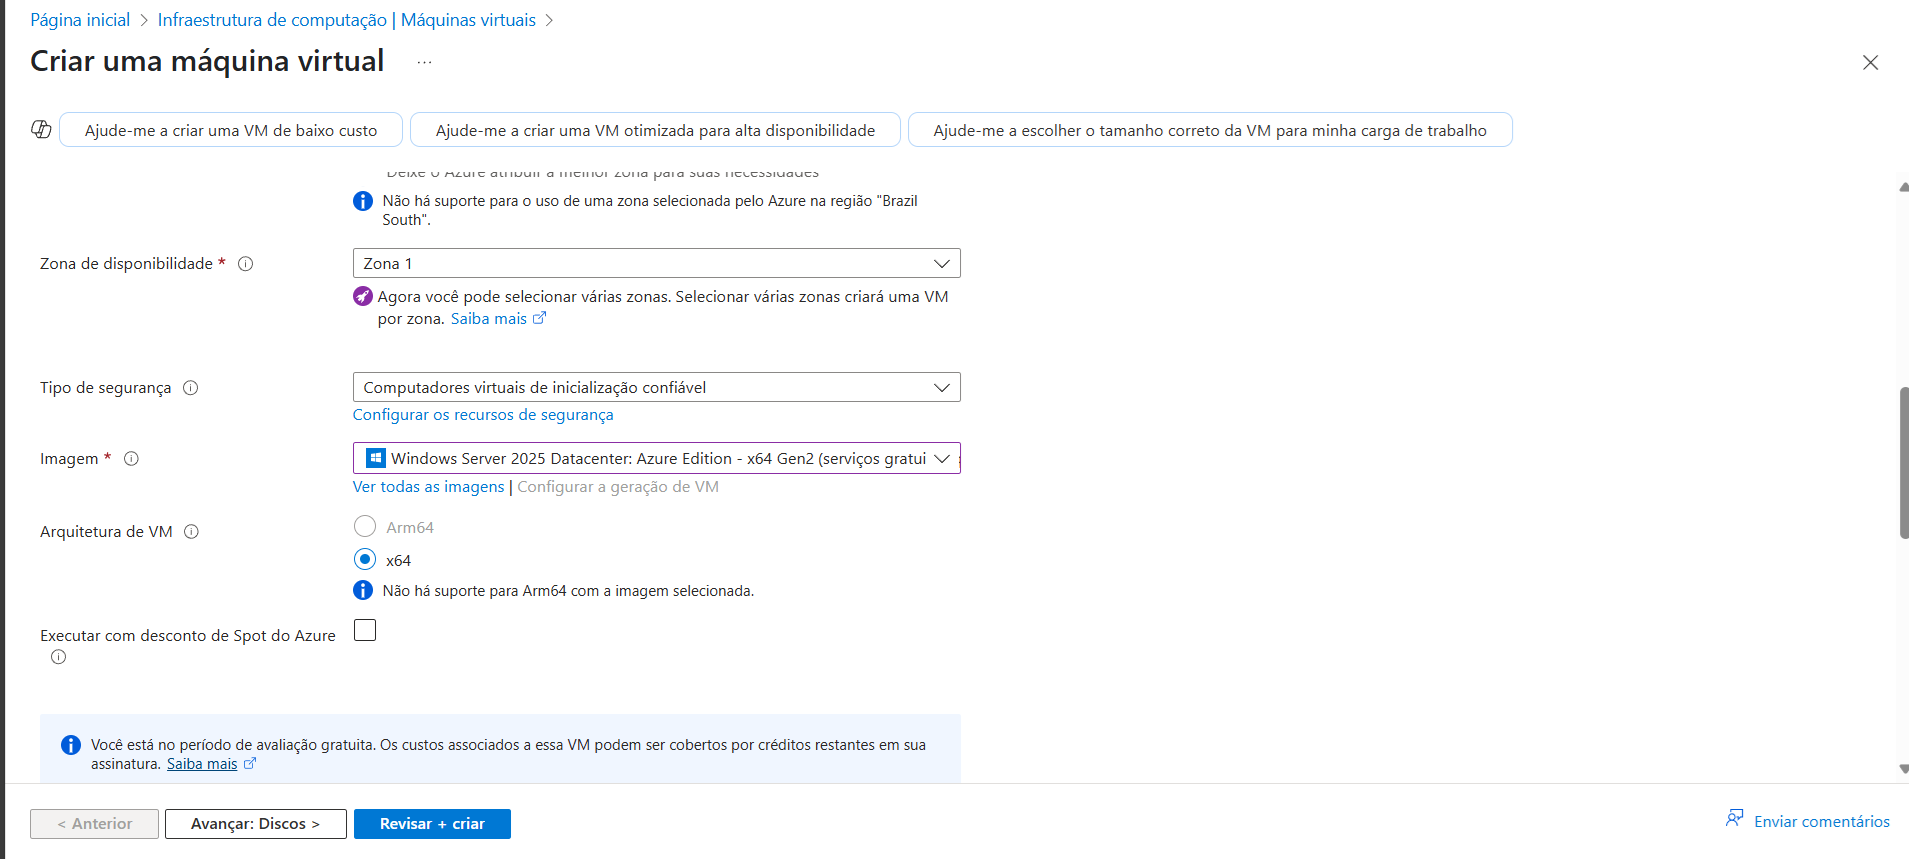 Página inicial > Infraestrutura de computação | Máquinas virtuais >
Criar uma máquina virtual ...
Ajude-me a criar uma VM de baixo custo
Ajude-me a criar uma VM otimizada para alta disponibilidade
Ajude-me a escolher o tamanho correto da VM para minha carga de trabalho
Deixe o Azure atribuir a melhor zona para suas necessidades
Não há suporte para o uso de uma zona selecionada pelo Azure na região "Brazil
South".
Zona de disponibilidade *
Zona 1
Agora você pode selecionar várias zonas. Selecionar várias zonas criará uma VM
por zona. Saiba mais
Tipo de segurança
Computadores virtuais de inicialização confiável
Configurar os recursos de segurança
Imagem *
Windows Server 2025 Datacenter: Azure Edition - x64 Gen2 (serviços gratui
Ver todas as imagens | Configurar a geração de VM
Arquitetura de VM
Arm64
x64
Não há suporte para Arm64 com a imagem selecionada.
Executar com desconto de Spot do Azure
Você está no período de avaliação gratuita. Os custos associados a essa VM podem ser cobertos por créditos restantes em sua
assinatura. Saiba mais
< Anterior
Avançar: Discos >
Revisar + criar
Enviar comentários